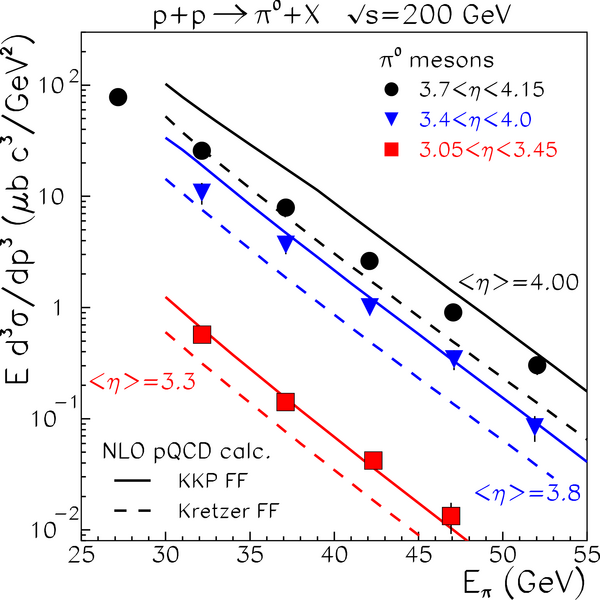 p+p → π⁰+X √s=200 GeV
E d³σ/dp³ (μb c³/GeV²)
π⁰ mesons
3.7<η<4.15
3.4<η<4.0
3.05<η<3.45
10²
10
1
10⁻¹
10⁻²
<η>=4.00
<η>=3.3
<η>=3.8
NLO pQCD calc.
KKP FF
Kretzer FF
25 30 35 40 45 50 55
E_π (GeV)